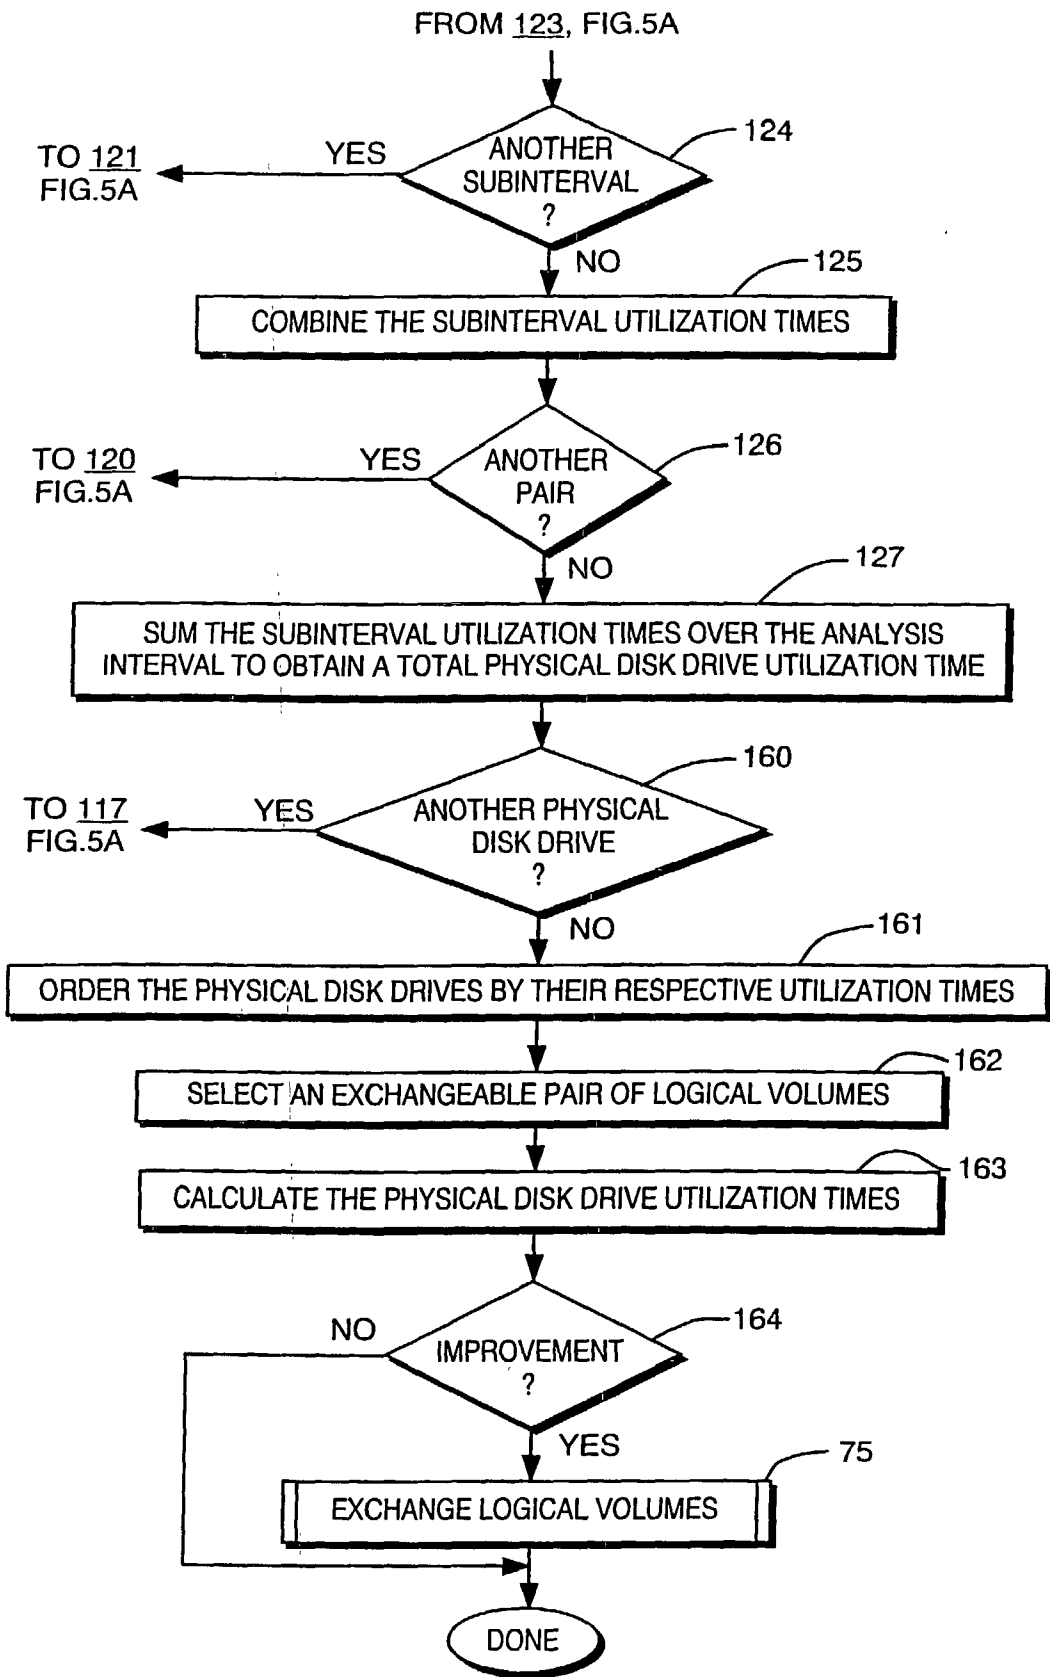 FROM 123, FIG.5A
ANOTHER
SUBINTERVAL
?
124
YES
TO 121
FIG.5A
NO
125
COMBINE THE SUBINTERVAL UTILIZATION TIMES
ANOTHER
PAIR
?
126
YES
TO 120
FIG.5A
NO
127
SUM THE SUBINTERVAL UTILIZATION TIMES OVER THE ANALYSIS
INTERVAL TO OBTAIN A TOTAL PHYSICAL DISK DRIVE UTILIZATION TIME
160
ANOTHER PHYSICAL
DISK DRIVE
?
YES
TO 117
FIG.5A
NO
161
ORDER THE PHYSICAL DISK DRIVES BY THEIR RESPECTIVE UTILIZATION TIMES
162
SELECT AN EXCHANGEABLE PAIR OF LOGICAL VOLUMES
163
CALCULATE THE PHYSICAL DISK DRIVE UTILIZATION TIMES
164
IMPROVEMENT
?
NO
YES
75
EXCHANGE LOGICAL VOLUMES
DONE